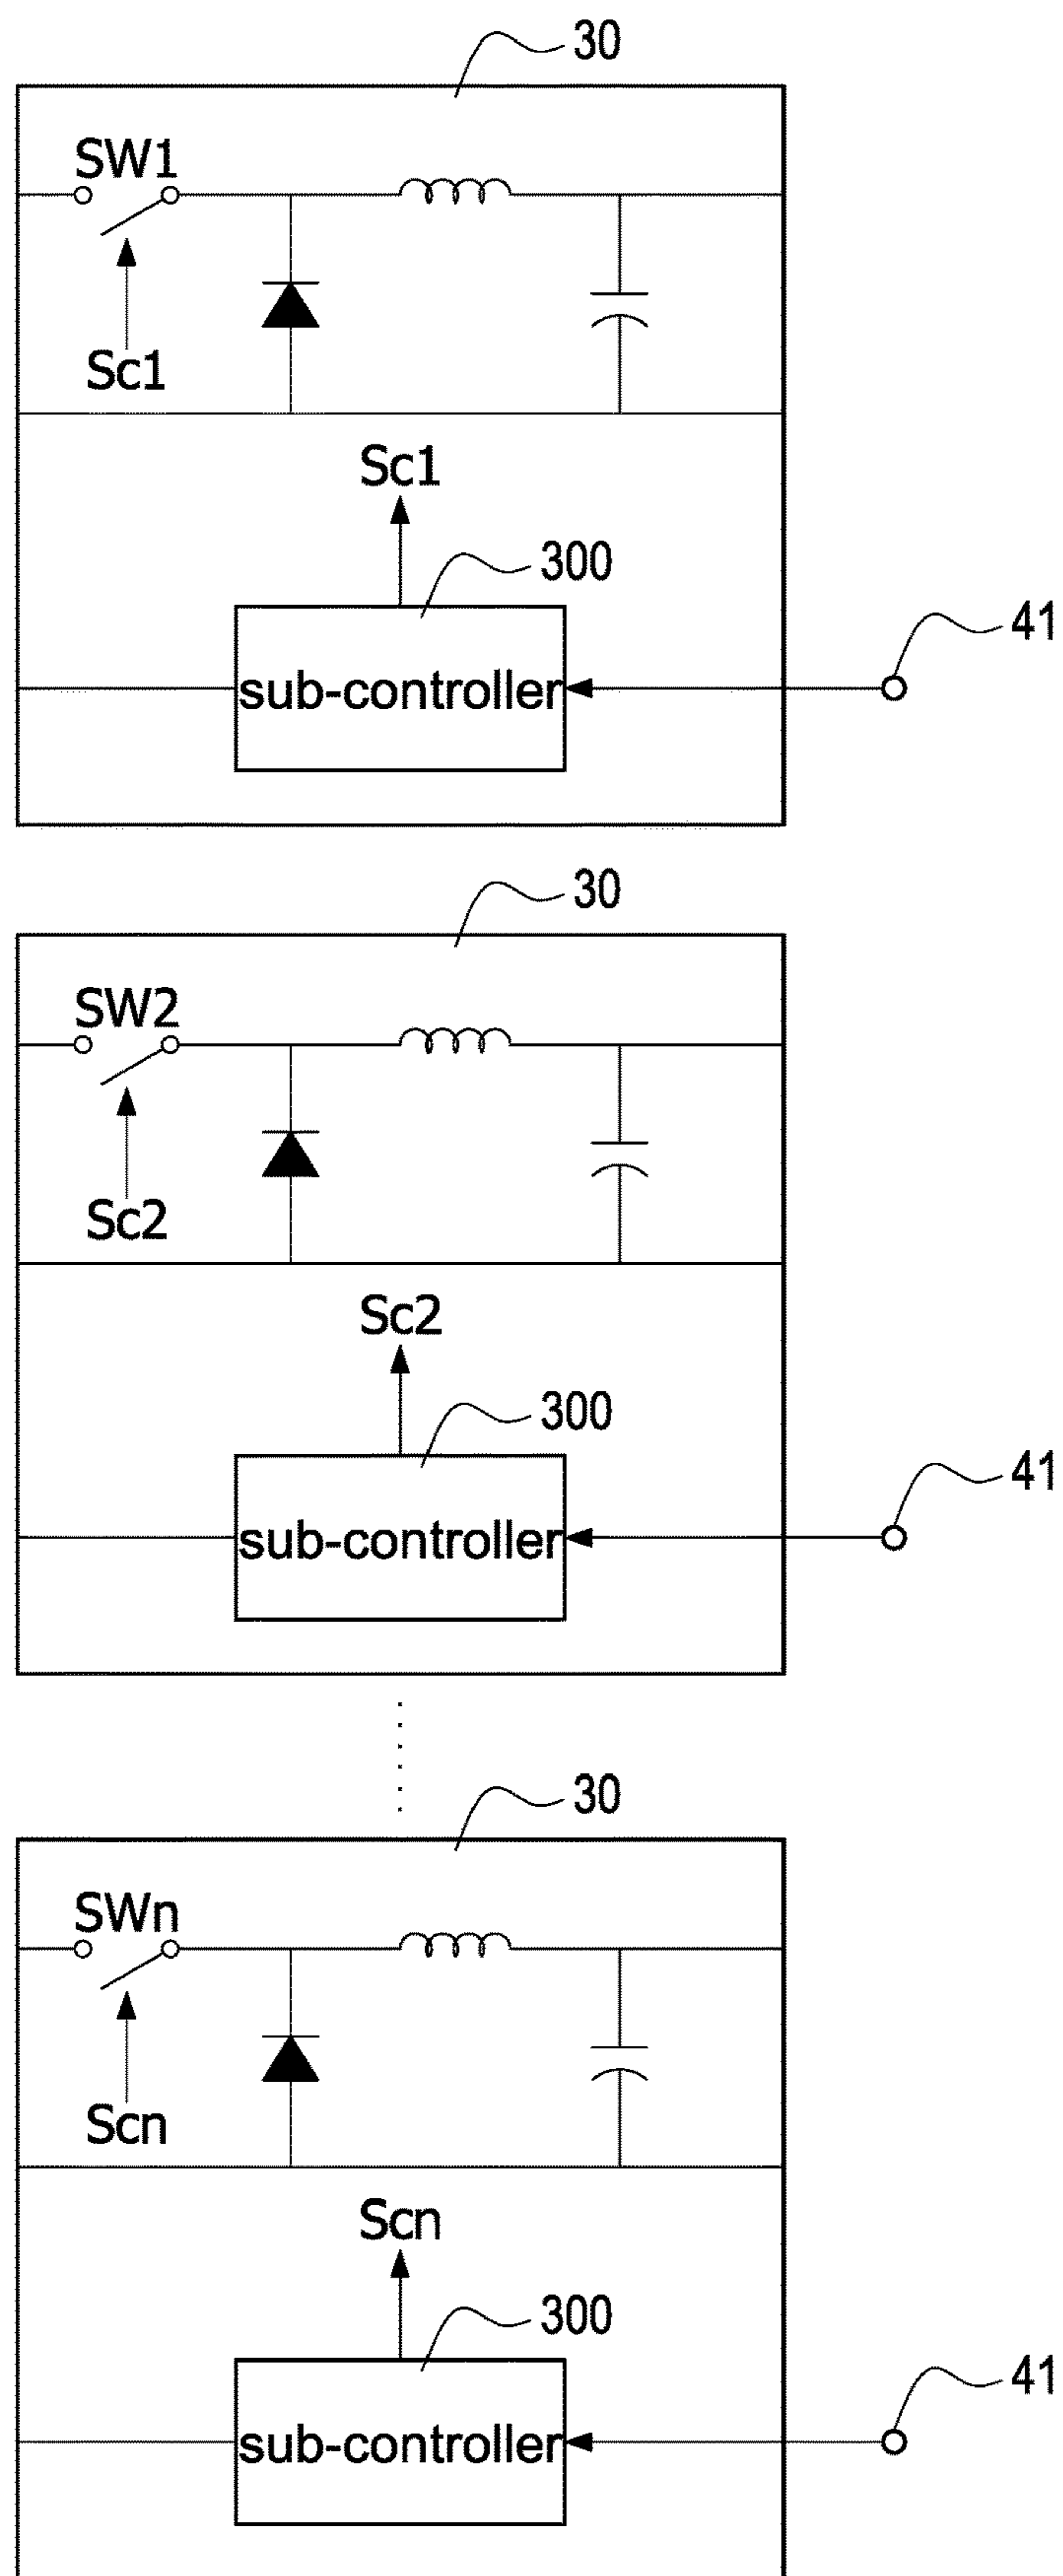 30
SW1
Sc1
Sc1
300
41
sub-controller
30
SW2
Sc2
Sc2
300
41
sub-controller
30
SWn
Scn
Scn
300
41
sub-controller